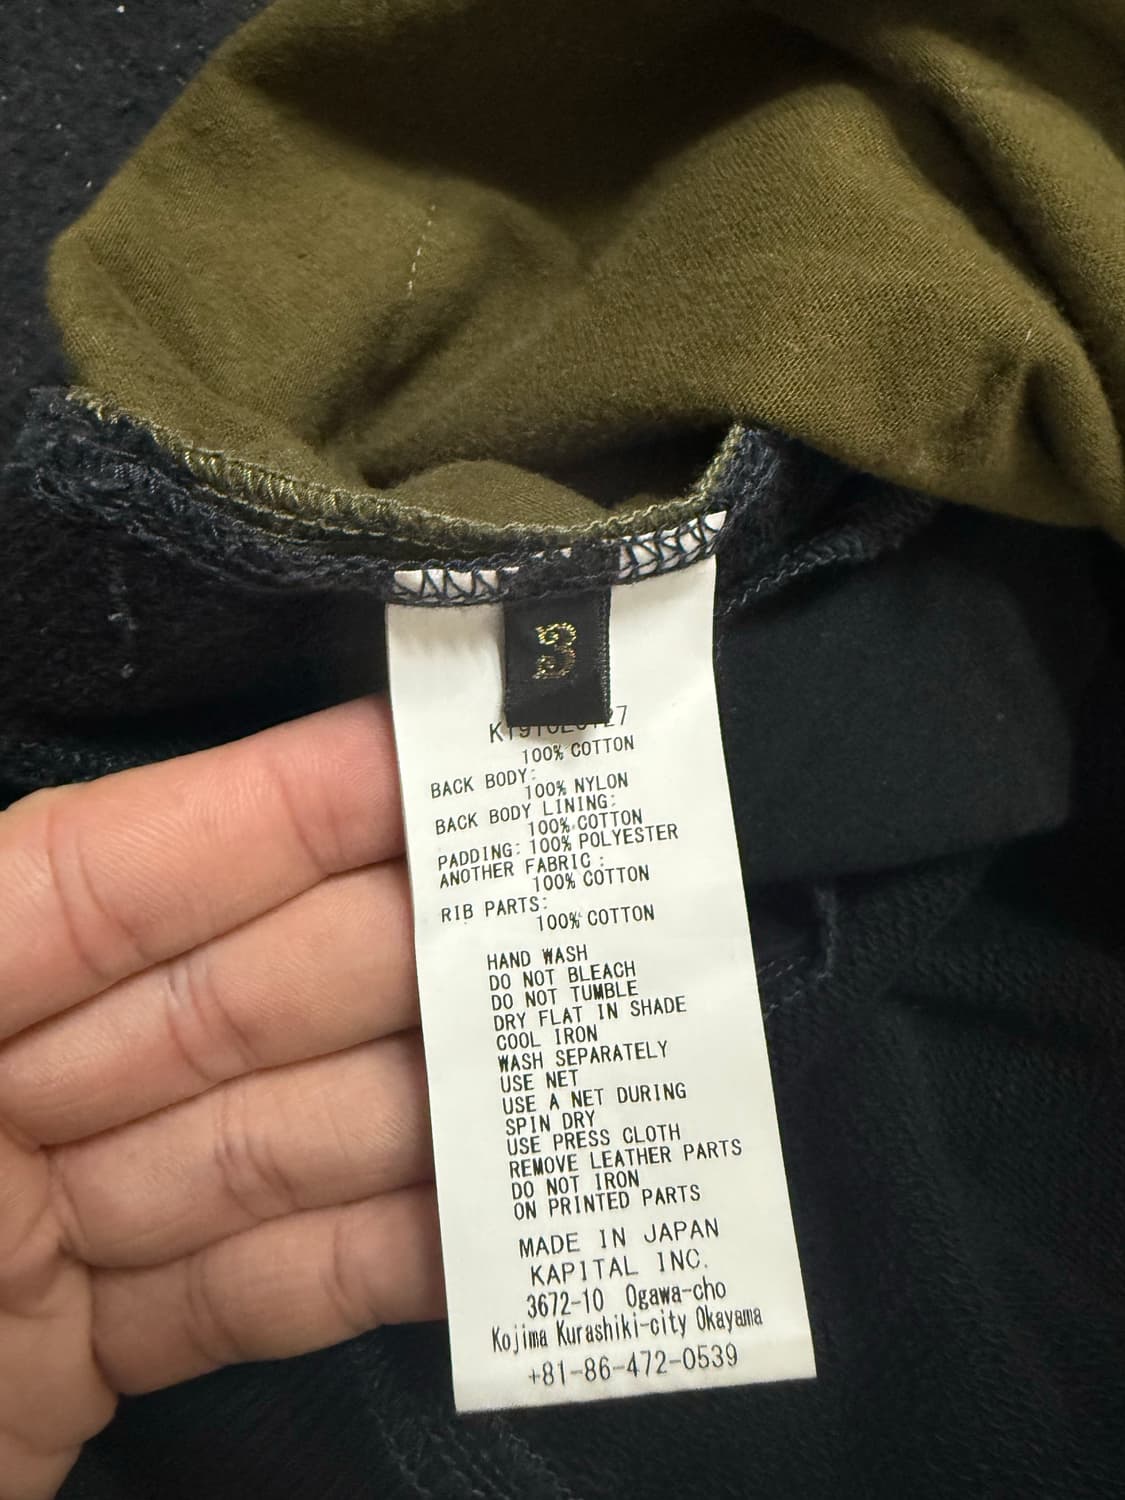 3
100% COTTON
BACK BODY:
100% NYLON
BACK BODY LINING:
100% COTTON
PADDING: 100% POLYESTER
ANOTHER FABRIC :
100% COTTON
RIB PARTS:
100% COTTON
HAND WASH
DO NOT BLEACH
DO NOT TUMBLE
DRY FLAT IN SHADE
COOL IRON
WASH SEPARATELY
USE NET
USE A NET DURING
SPIN DRY
USE PRESS CLOTH
REMOVE LEATHER PARTS
DO NOT IRON
ON PRINTED PARTS
MADE IN JAPAN
KAPITAL INC.
3672-10 Ogawa-cho
Kojima Kurashiki-city Okayama
+81-86-472-0539